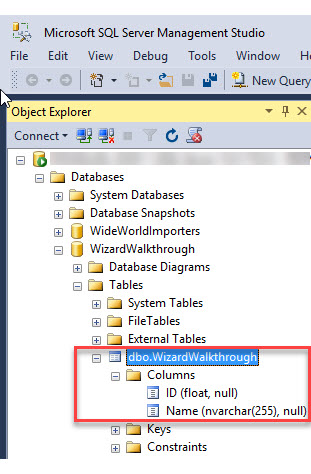 Microsoft SQL Server Management Studio
File Edit View Debug Tools Window H
New Query
Object Explorer
Connect
Databases
System Databases
Database Snapshots
WideWorldImporters
WizardWalkthrough
Database Diagrams
Tables
System Tables
FileTables
External Tables
dbo.WizardWalkthrough
Columns
ID (float, null)
Name (nvarchar(255), null)
Keys
Constraints